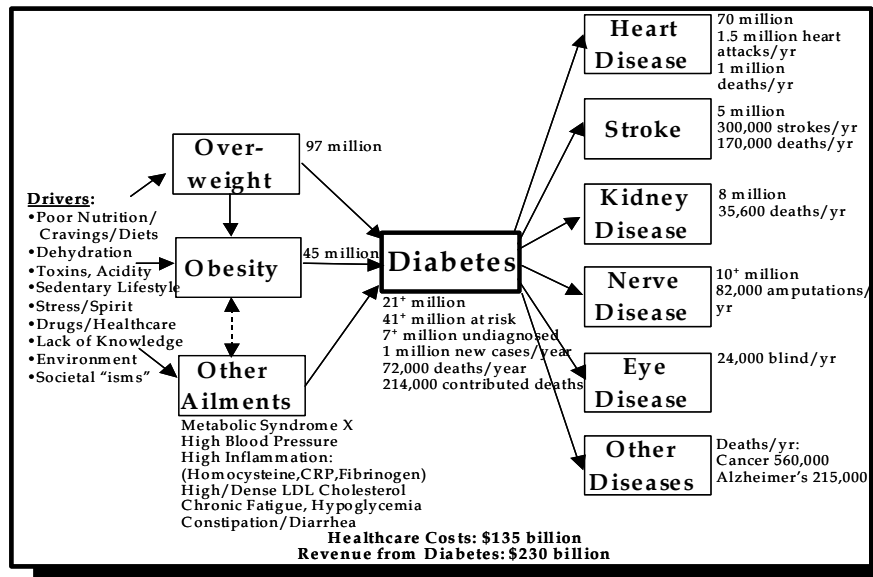 Drivers:
•Poor Nutrition/
Cravings/Diets
•Dehydration
•Toxins, Acidity
•Sedentary Lifestyle
•Stress/Spirit
•Drugs/Healthcare
•Lack of Knowledge
•Environment
•Societal “isms”
Over-
weight
97 million
Obesity
45 million
Other
Ailments
Metabolic Syndrome X
High Blood Pressure
High Inflammation:
(Homocysteine,CRP,Fibrinogen)
High/Dense LDL Cholesterol
Chronic Fatigue, Hypoglycemia
Constipation/Diarrhea
Diabetes
21+ million
41+ million at risk
7+ million undiagnosed
1 million new cases/year
72,000 deaths/year
214,000 contributed deaths
Heart
Disease
70 million
1.5 million heart
attacks/yr
1 million
deaths/yr
Stroke
5 million
300,000 strokes/yr
170,000 deaths/yr
Kidney
Disease
8 million
35,600 deaths/yr
Nerve
Disease
10+ million
82,000 amputations/
yr
Eye
Disease
24,000 blind/yr
Other
Diseases
Deaths/yr:
Cancer 560,000
Alzheimer’s 215,000
Healthcare Costs: $135 billion
Revenue from Diabetes: $230 billion